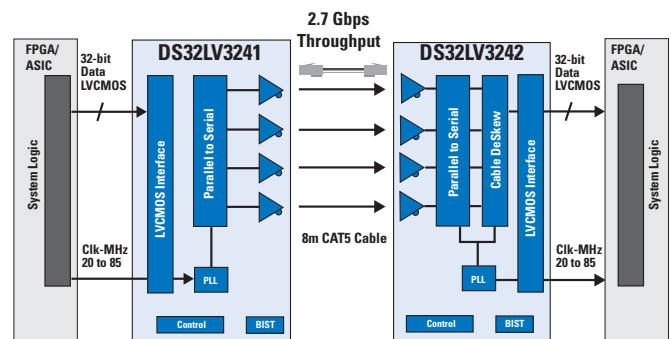 2.7 Gbps
Throughput
FPGA/
ASIC
32-bit
Data
LVCMOS
DS32LV3241
DS32LV3242
32-bit
Data
LVCMOS
FPGA/
ASIC
System Logic
LVCMOS Interface
Parallel to Serial
Parallel to Serial
Cable DeSkew
LVCMOS Interface
System Logic
8m CAT5 Cable
Clk-MHz
20 to 85
PLL
PLL
Clk-MHz
20 to 85
Control
BIST
Control
BIST